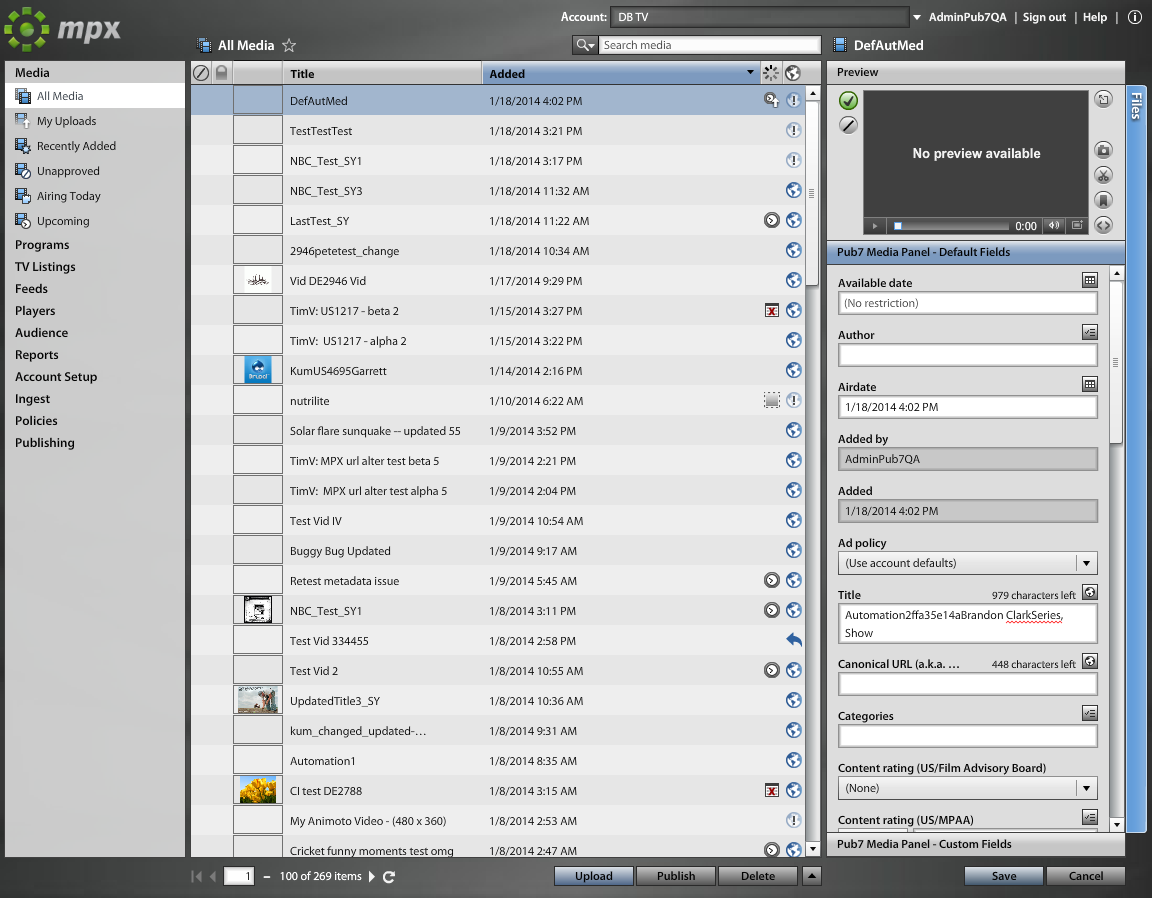 mpx
Account: DB TV AdminPub7QA | Sign out | Help |
All Media
Search media
DefAutMed
Media
All Media
My Uploads
Recently Added
Unapproved
Airing Today
Upcoming
Programs
TV Listings
Feeds
Players
Audience
Reports
Account Setup
Ingest
Policies
Publishing
Title Added
DefAutMed 1/18/2014 4:02 PM
TestTestTest 1/18/2014 3:21 PM
NBC_Test_SY1 1/18/2014 3:17 PM
NBC_Test_SY3 1/18/2014 11:32 AM
LastTest_SY 1/18/2014 11:22 AM
2946petetest_change 1/18/2014 10:34 AM
Vid DE2946 Vid 1/17/2014 9:29 PM
TimV: US1217 - beta 2 1/15/2014 3:27 PM
TimV: US1217 - alpha 2 1/15/2014 3:22 PM
KumUS4695Garrett 1/14/2014 2:16 PM
nutrilite 1/10/2014 6:22 AM
Solar flare sunquake -- updated 55 1/9/2014 3:52 PM
TimV: MPX url alter test beta 5 1/9/2014 2:21 PM
TimV: MPX url alter test alpha 5 1/9/2014 2:04 PM
Test Vid IV 1/9/2014 10:54 AM
Buggy Bug Updated 1/9/2014 9:17 AM
Retest metadata issue 1/9/2014 5:45 AM
NBC_Test_SY1 1/8/2014 3:11 PM
Test Vid 334455 1/8/2014 2:58 PM
Test Vid 2 1/8/2014 10:55 AM
UpdatedTitle3_SY 1/8/2014 10:36 AM
kum_changed_updated-... 1/8/2014 9:31 AM
Automation1 1/8/2014 8:35 AM
CI test DE2788 1/8/2014 3:15 AM
My Animoto Video - (480 x 360) 1/8/2014 2:53 AM
Cricket funny moments test omg 1/8/2014 2:47 AM
1 – 100 of 269 items
Upload
Publish
Delete
Preview
No preview available
0:00
Files
Pub7 Media Panel - Default Fields
Available date
(No restriction)
Author
Airdate
1/18/2014 4:02 PM
Added by
AdminPub7QA
Added
1/18/2014 4:02 PM
Ad policy
(Use account defaults)
Title 979 characters left
Automation2ffa35e14aBrandon ClarkSeries,
Show
Canonical URL (a.k.a. ... 448 characters left
Categories
Content rating (US/Film Advisory Board)
(None)
Content rating (US/MPAA)
Pub7 Media Panel - Custom Fields
Save
Cancel